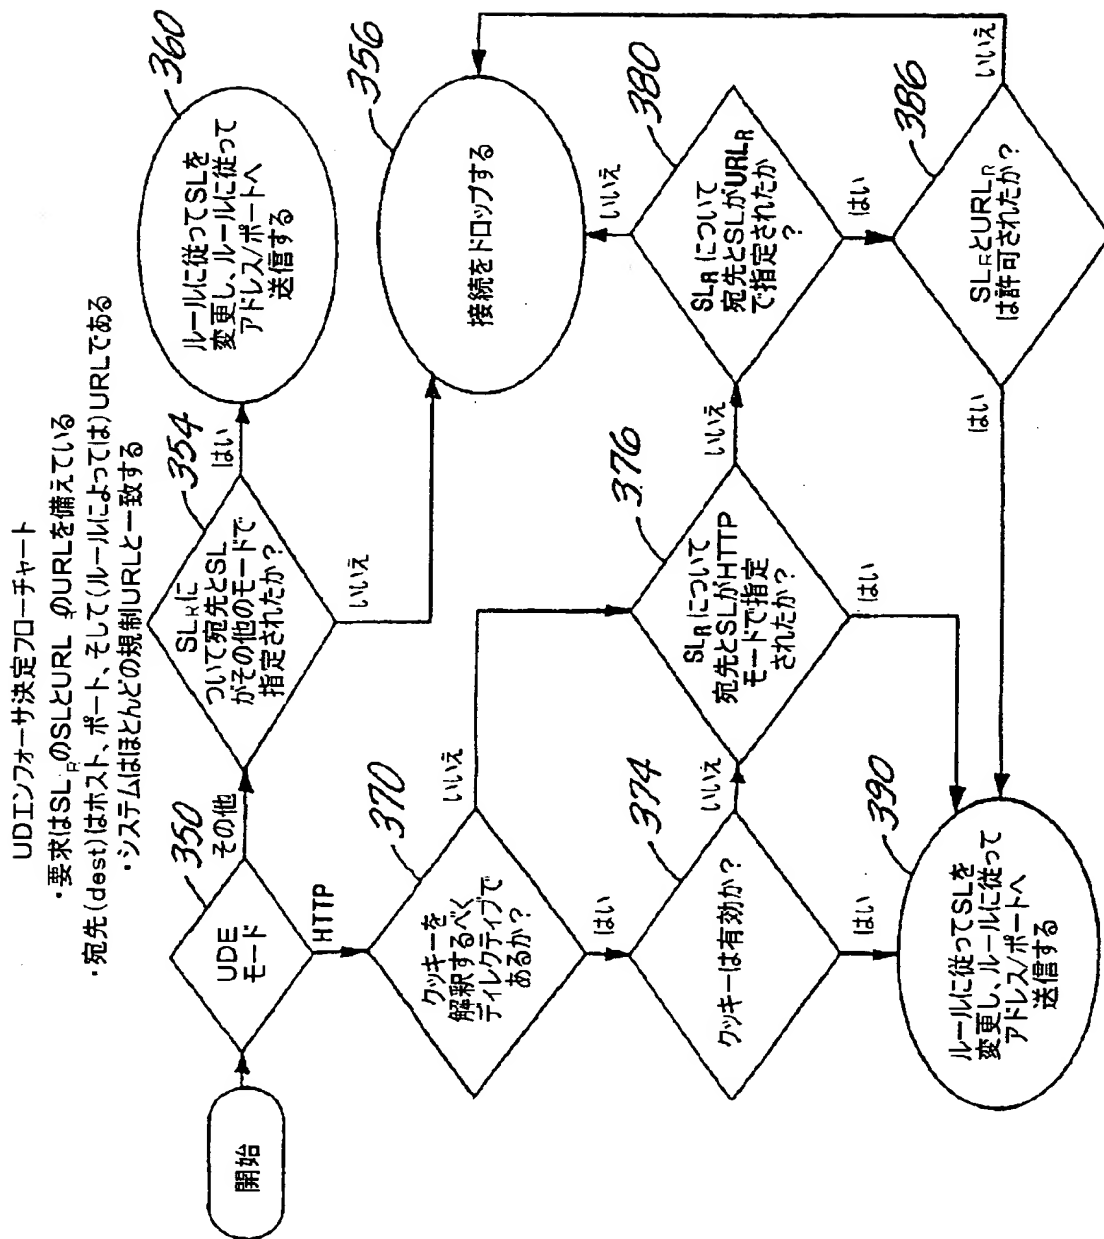 UDエンフォーサ決定フローチャート
・要求はSL RのSLとURL のURLを備えている
・宛先(dest)はホスト、ポート、そして(ルールによっては)URLである
・システムはほとんどの規制URLと一致する
開始
350
UDE
モード
その他
HTTP
354
SLRに
ついて宛先とSL
がその他のモードで
指定されたか?
はい
いいえ
360
ルールに従ってSLを
変更し、ルールに従って
アドレス/ポートへ
送信する
356
接続をドロップする
370
クッキーを
解釈するべく
ディレクティブで
あるか?
いいえ
はい
374
クッキーは有効か?
いいえ
はい
376
SLRについて
宛先とSLがHTTP
モードで指定
されたか?
いいえ
はい
380
SLRについて
宛先とSLがURLR
で指定されたか
?
いいえ
はい
386
SLRとURLR
は許可されたか?
いいえ
はい
390
ルールに従ってSLを
変更し、ルールに従って
アドレス/ポートへ
送信する